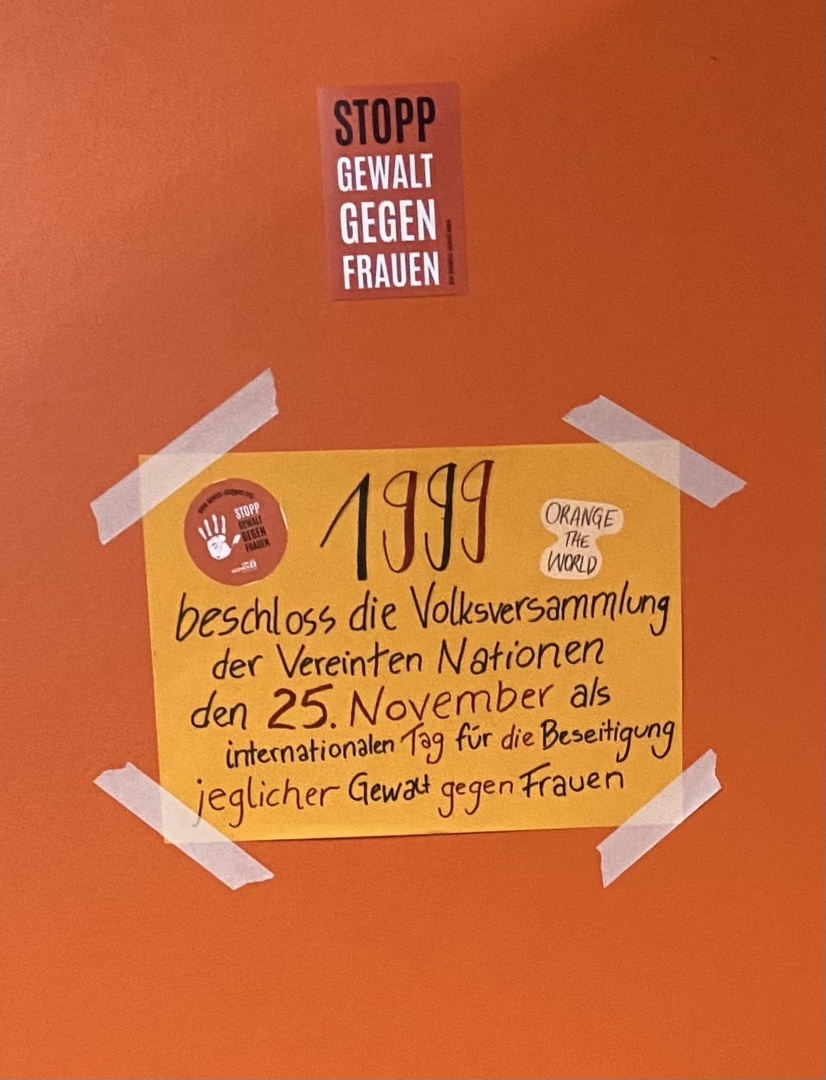 STOPP
GEWALT
GEGEN
FRAUEN
1999
STOPP
GEWALT
GEGEN
FRAUEN
ORANGE
THE
WORLD
beschloss die Volksversammlung
der Vereinten Nationen
den 25. November als
internationalen Tag für die Beseitigung
jeglicher Gewalt gegen Frauen